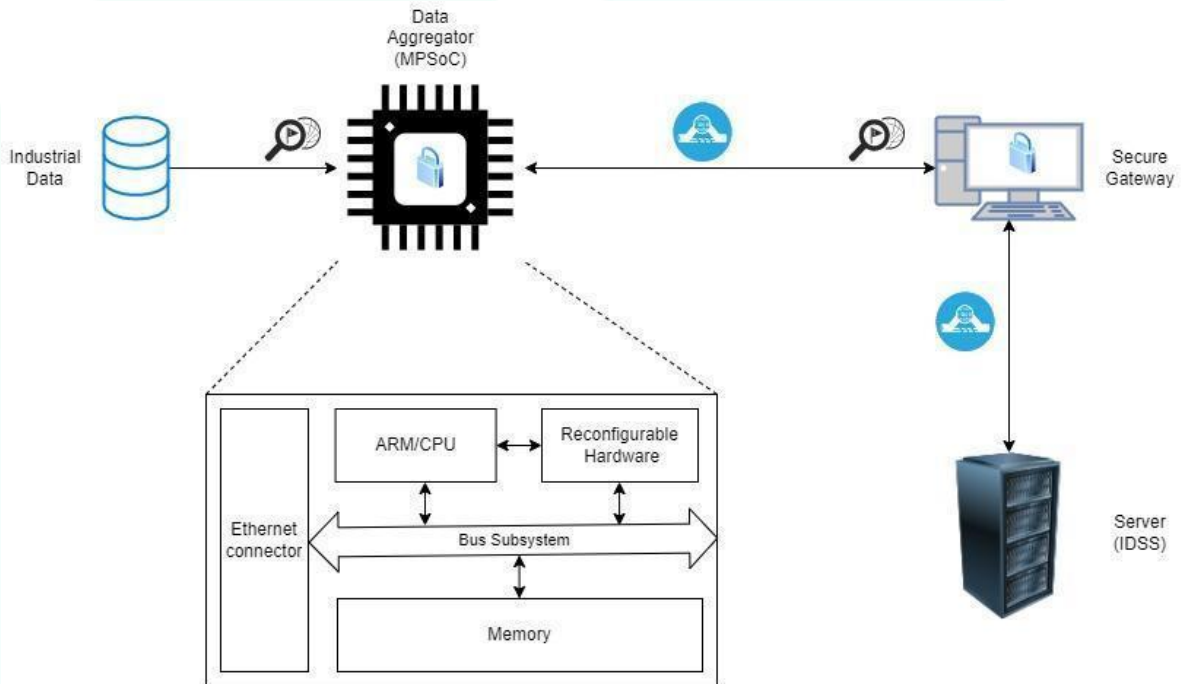 Data
Aggregator
(MPSoC)
Industrial
Data
Secure
Gateway
ARM/CPU
Reconfigurable
Hardware
Ethernet
connector
Bus Subsystem
Memory
Server
(IDSS)